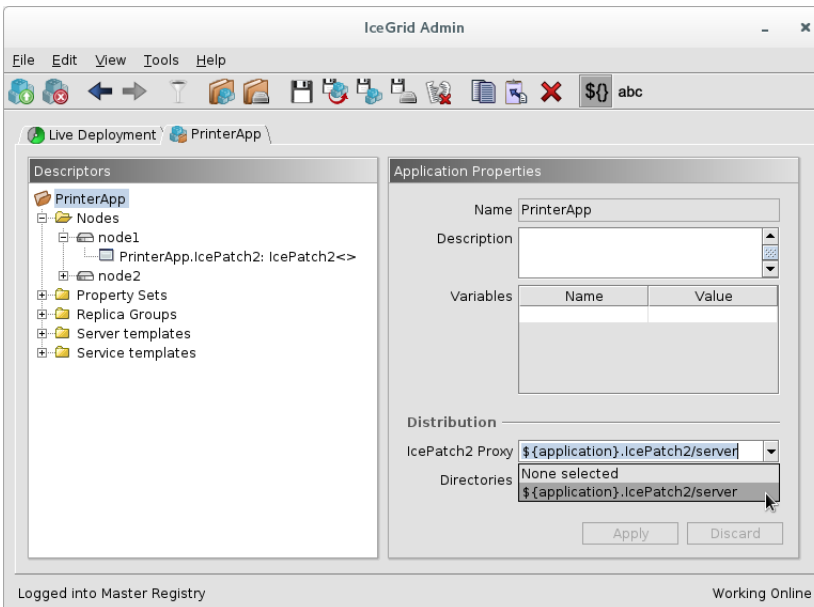 IceGrid Admin
File Edit View Tools Help
${} abc
Live Deployment PrinterApp
Descriptors
PrinterApp
Nodes
node1
PrinterApp.IcePatch2: IcePatch2<>
node2
Property Sets
Replica Groups
Server templates
Service templates
Application Properties
Name PrinterApp
Description
Variables Name Value
Distribution
IcePatch2 Proxy ${application}.IcePatch2/server
None selected
Directories ${application}.IcePatch2/server
Apply Discard
Logged into Master Registry Working Online